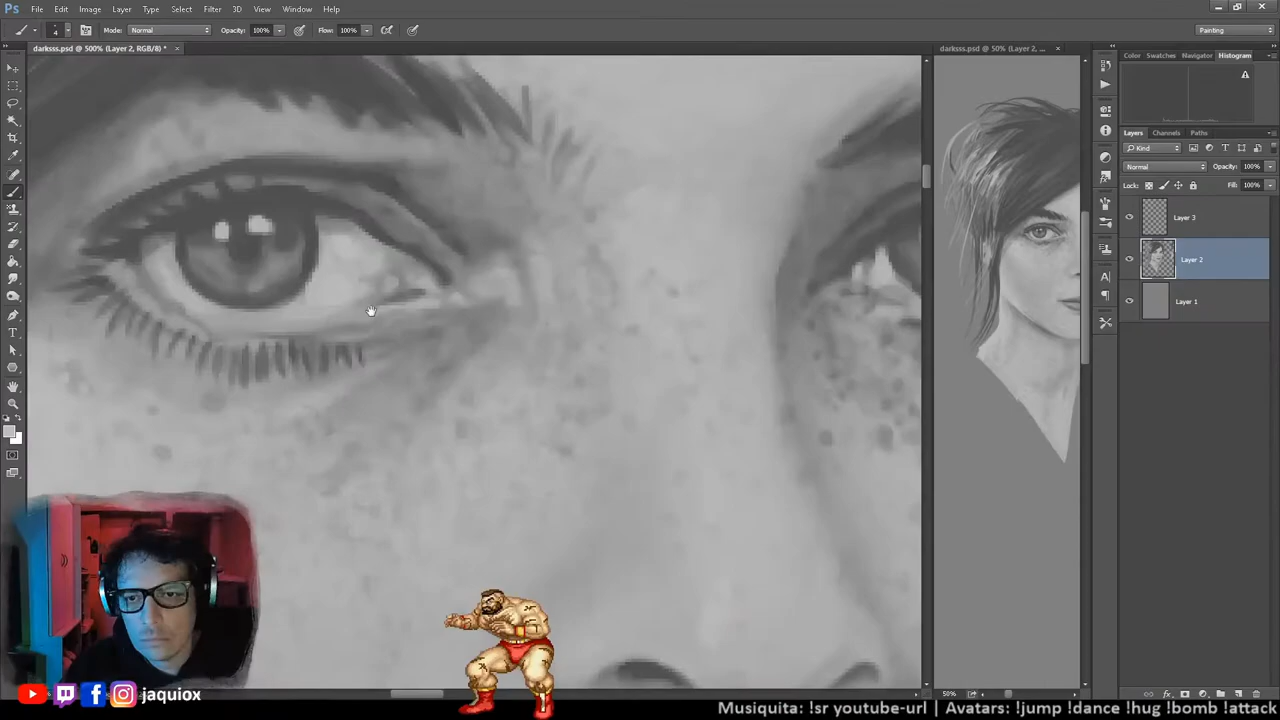 Ps File Edit Image Layer Type Select Filter 3D View Window Help
4 Mode: Normal Opacity: 100% Flow: 100% Painting
darksss.psd @ 500% (Layer 2, RGB/8) * ×
darksss.psd @ 50% (Layer 2, ... ×
Color Swatches Navigator Histogram
Layers Channels Paths
Kind
Normal Opacity: 100%
Lock: Fill: 100%
Layer 3
Layer 2
Layer 1
50%
jaquiox
Musiquita: !sr youtube-url | Avatars: !jump !dance !hug !bomb !attack